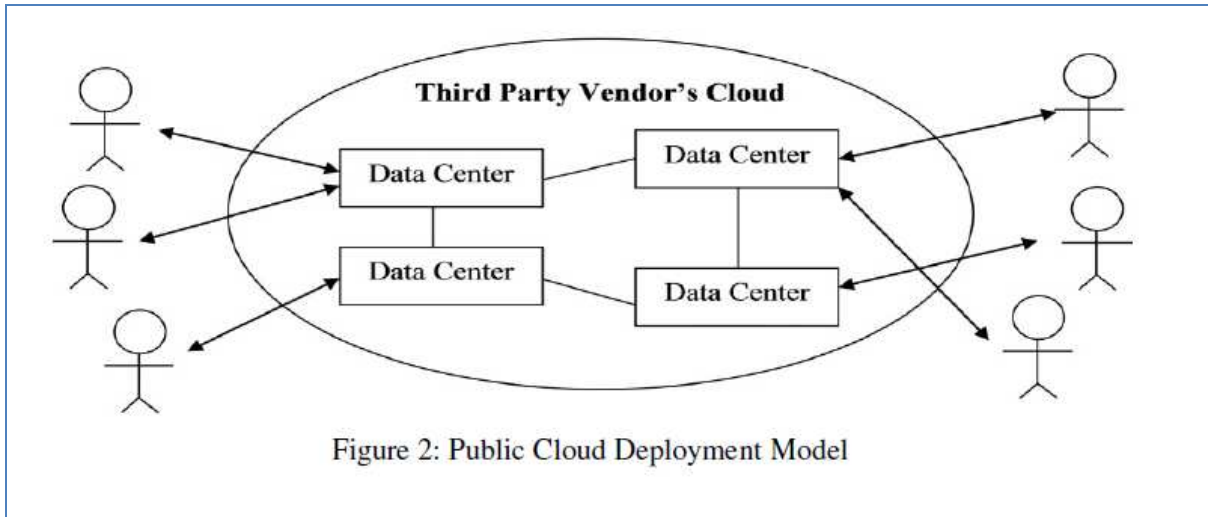 Third Party Vendor's Cloud
Data Center
Data Center
Data Center
Data Center
Figure 2: Public Cloud Deployment Model